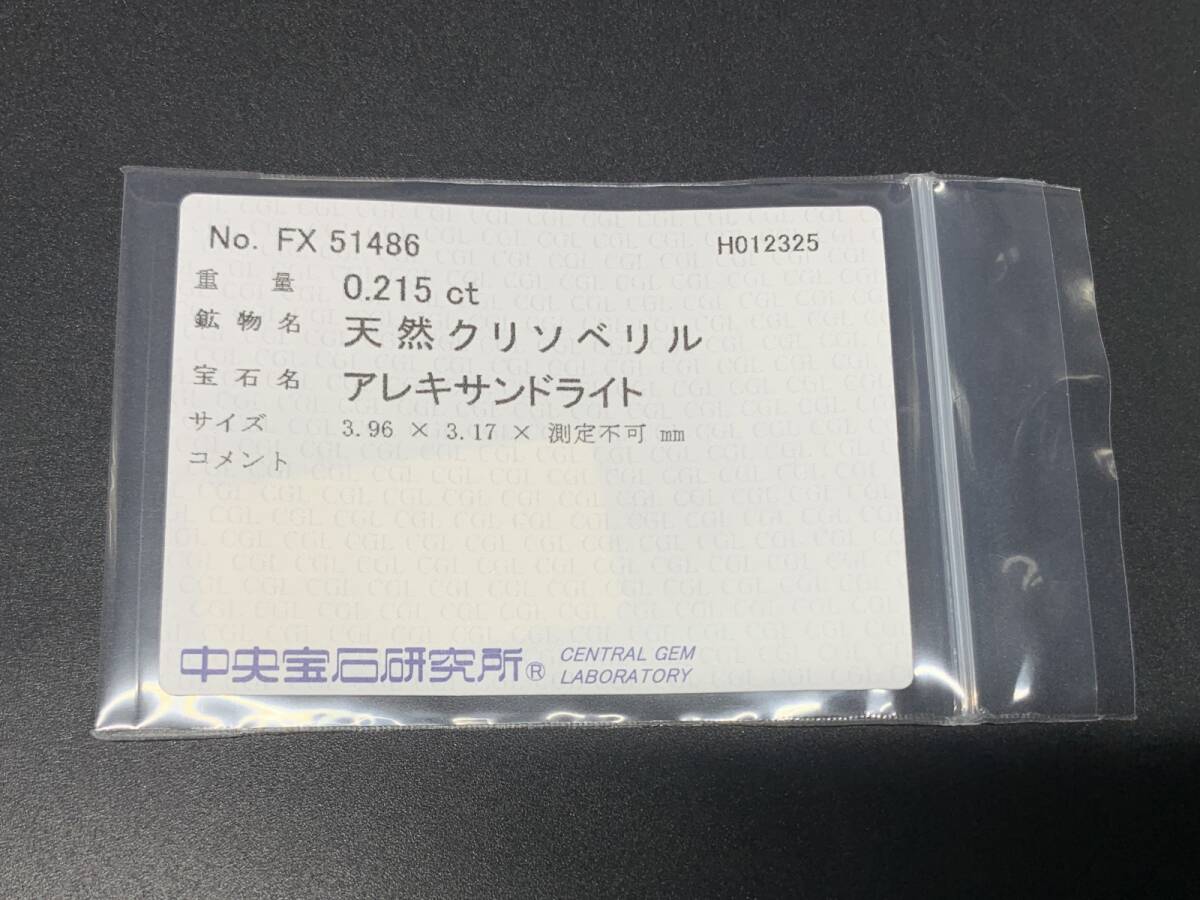 No. FX 51486 H012325
重量 0.215 ct
鉱物名 天然クリソベリル
宝石名 アレキサンドライト
サイズ 3.96 × 3.17 × 測定不可 mm
コメント
中央宝石研究所® CENTRAL GEM
LABORATORY